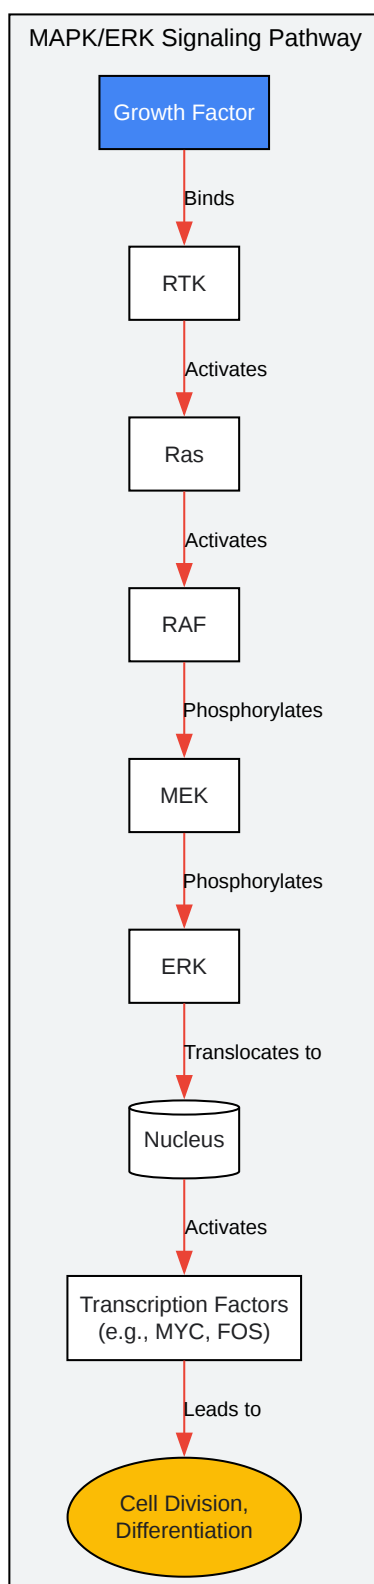 MAPK/ERK Signaling Pathway
Growth Factor
Binds
RTK
Activates
Ras
Activates
RAF
Phosphorylates
MEK
Phosphorylates
ERK
Translocates to
Nucleus
Activates
Transcription Factors
(e.g., MYC, FOS)
Leads to
Cell Division,
Differentiation